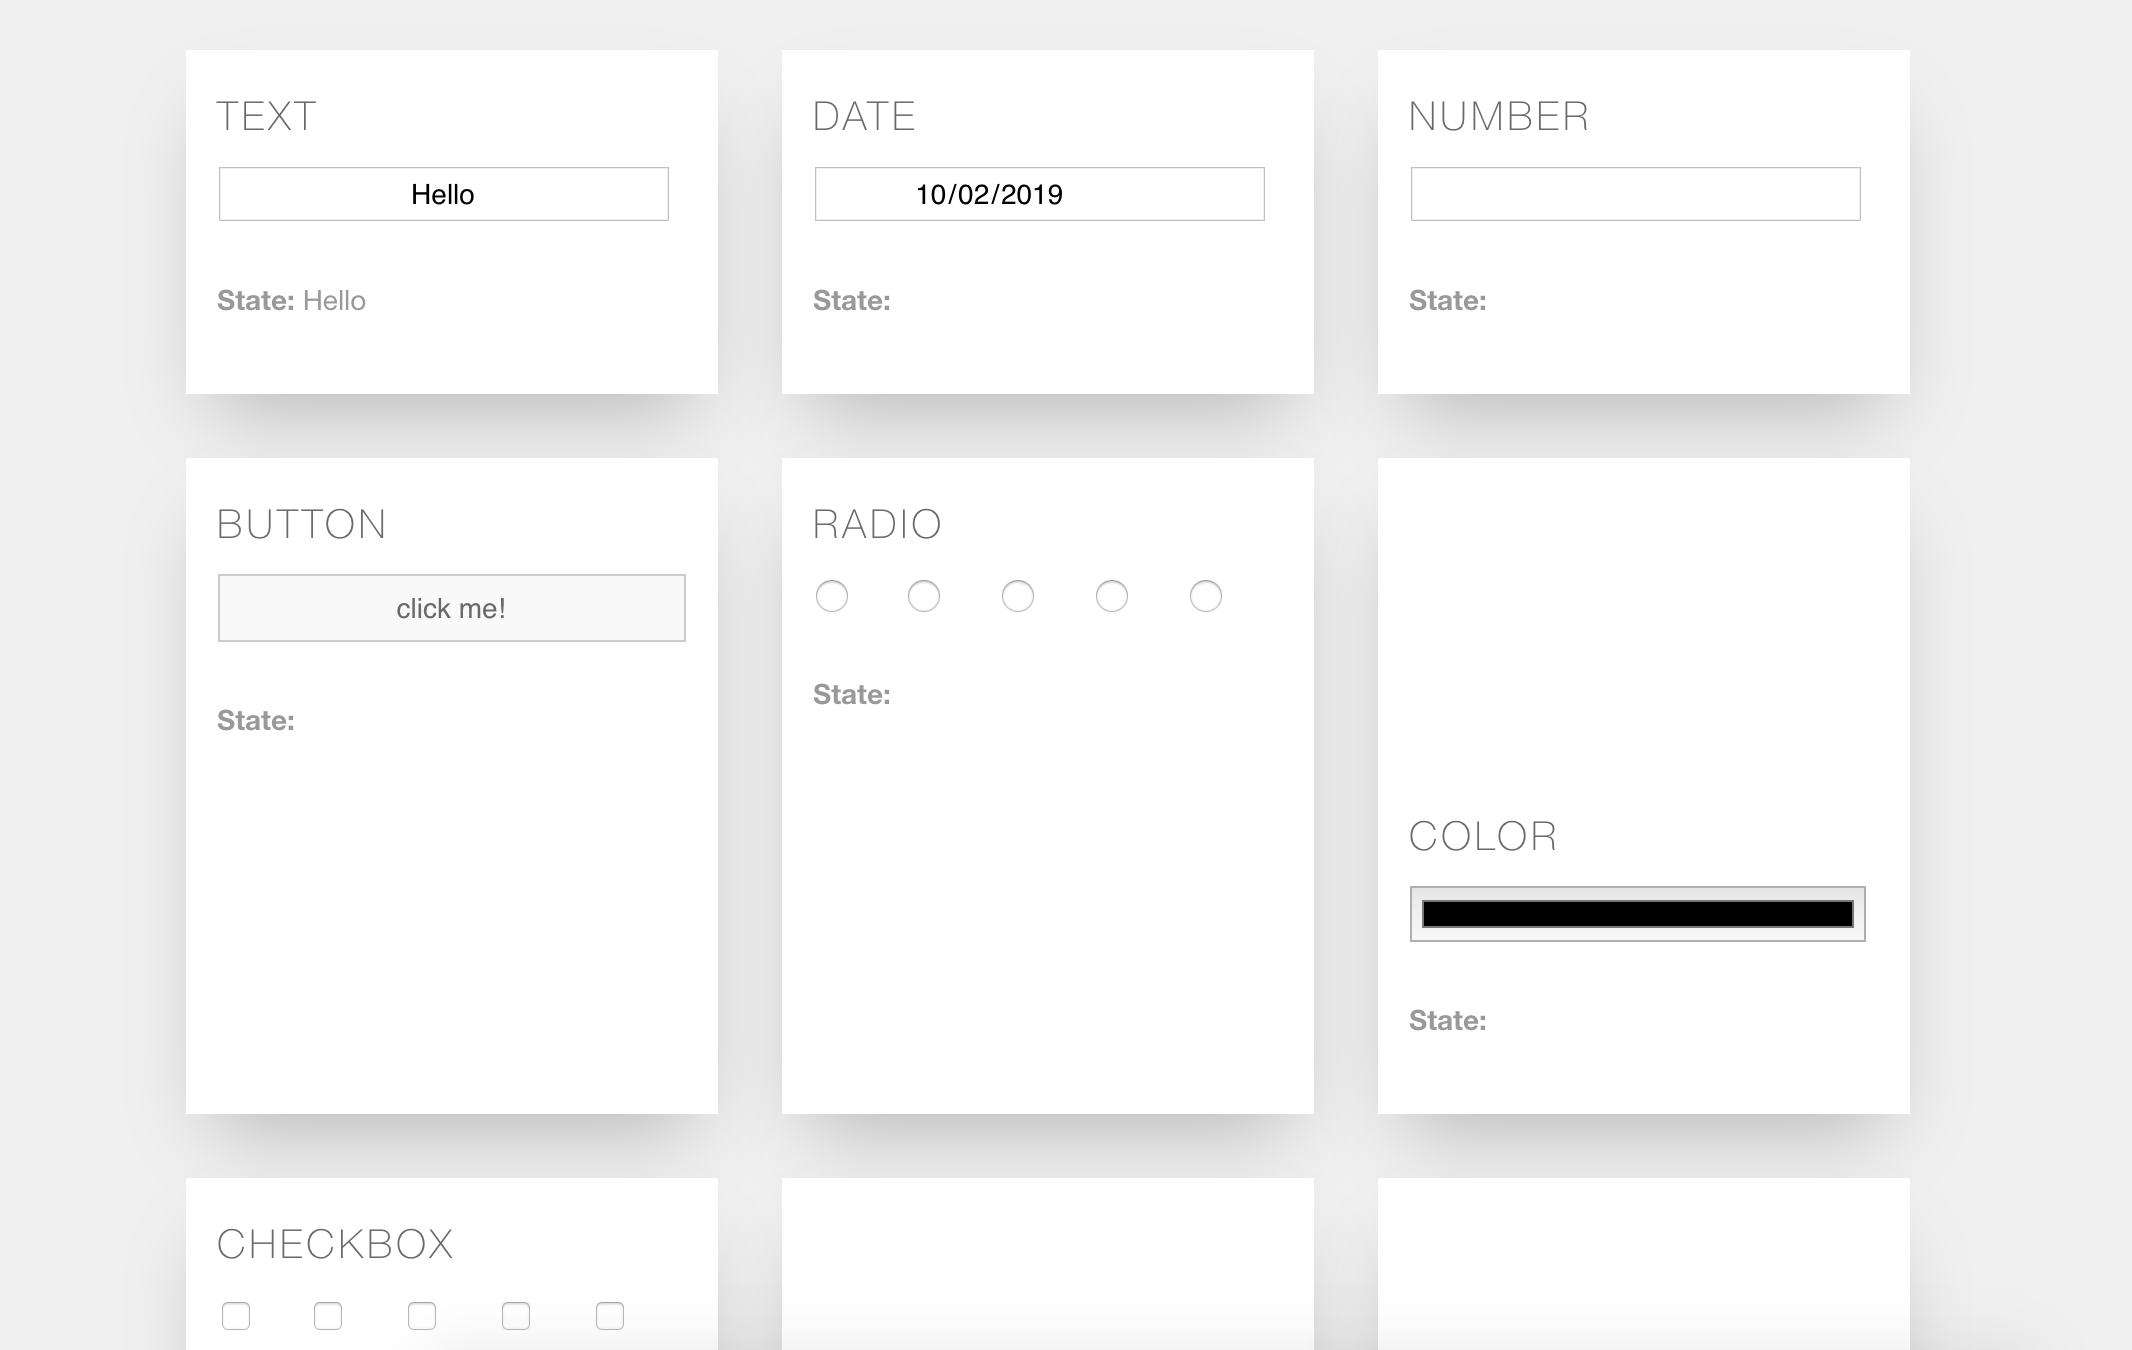 TEXT
Hello
State: Hello
DATE
10/02/2019
State:
NUMBER
State:
BUTTON
click me!
State:
RADIO
State:
COLOR
State:
CHECKBOX